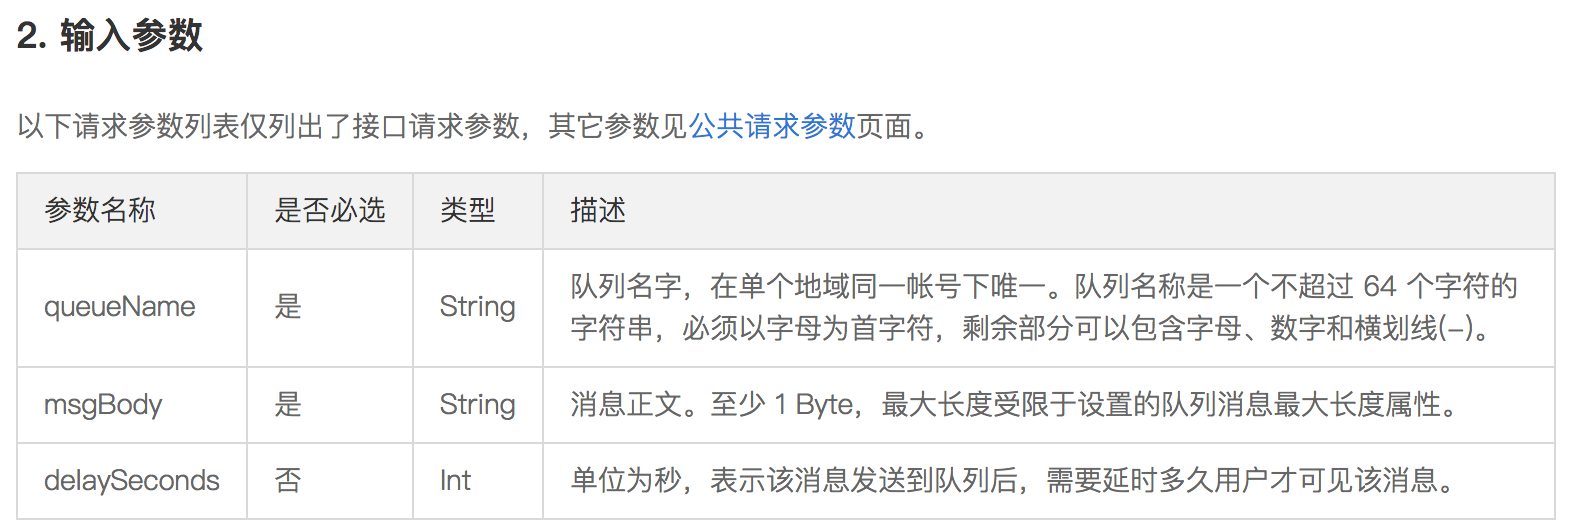 2. 输入参数
以下请求参数列表仅列出了接口请求参数，其它参数见公共请求参数页面。
参数名称 是否必选 类型 描述
queueName 是 String 队列名字，在单个地域同一帐号下唯一。队列名称是一个不超过 64 个字符的
字符串，必须以字母为首字符，剩余部分可以包含字母、数字和横划线(-)。
msgBody 是 String 消息正文。至少 1 Byte，最大长度受限于设置的队列消息最大长度属性。
delaySeconds 否 Int 单位为秒，表示该消息发送到队列后，需要延时多久用户才可见该消息。